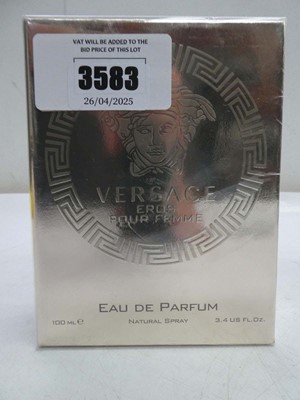 VAT WILL BE ADDED TO THE
BID PRICE OF THIS LOT
3583
26/04/2025
VERSACE
EROS
POUR FEMME
EAU DE PARFUM
100 ML ℮ NATURAL SPRAY 3.4 US FL.OZ.